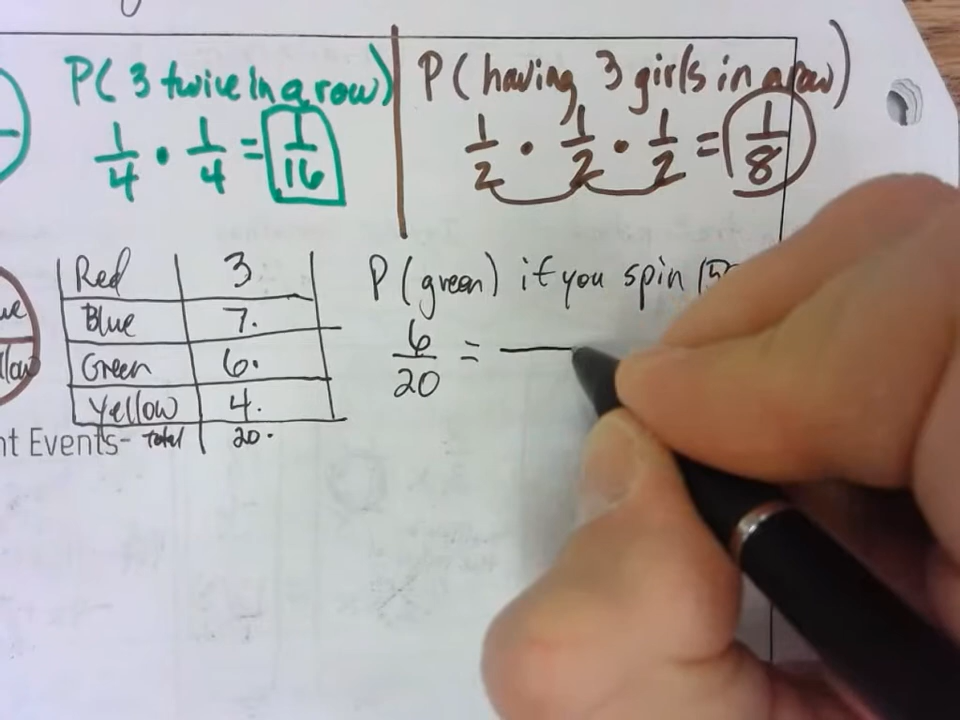 P(3 twice in a row)
1/4 · 1/4 = 1/16
P(having 3 girls in a row)
1/2 · 1/2 · 1/2 = 1/8
Red 3
Blue 7.
Green 6.
Yellow 4.
total 20.
P(green) if you spin
6/20 =
nt Events-